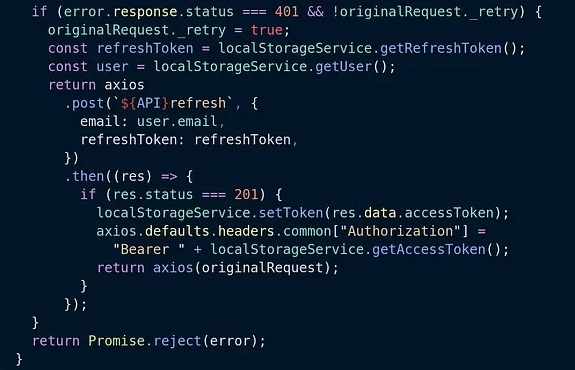 if (error.response.status === 401 && !originalRequest._retry) {
originalRequest._retry = true;
const refreshToken = localStorageService.getRefreshToken();
const user = localStorageService.getUser();
return axios
.post(`${API}refresh`, {
email: user.email,
refreshToken: refreshToken,
})
.then((res) => {
if (res.status === 201) {
localStorageService.setToken(res.data.accessToken);
axios.defaults.headers.common["Authorization"] =
"Bearer " + localStorageService.getAccessToken();
return axios(originalRequest);
}
});
}
return Promise.reject(error);
}